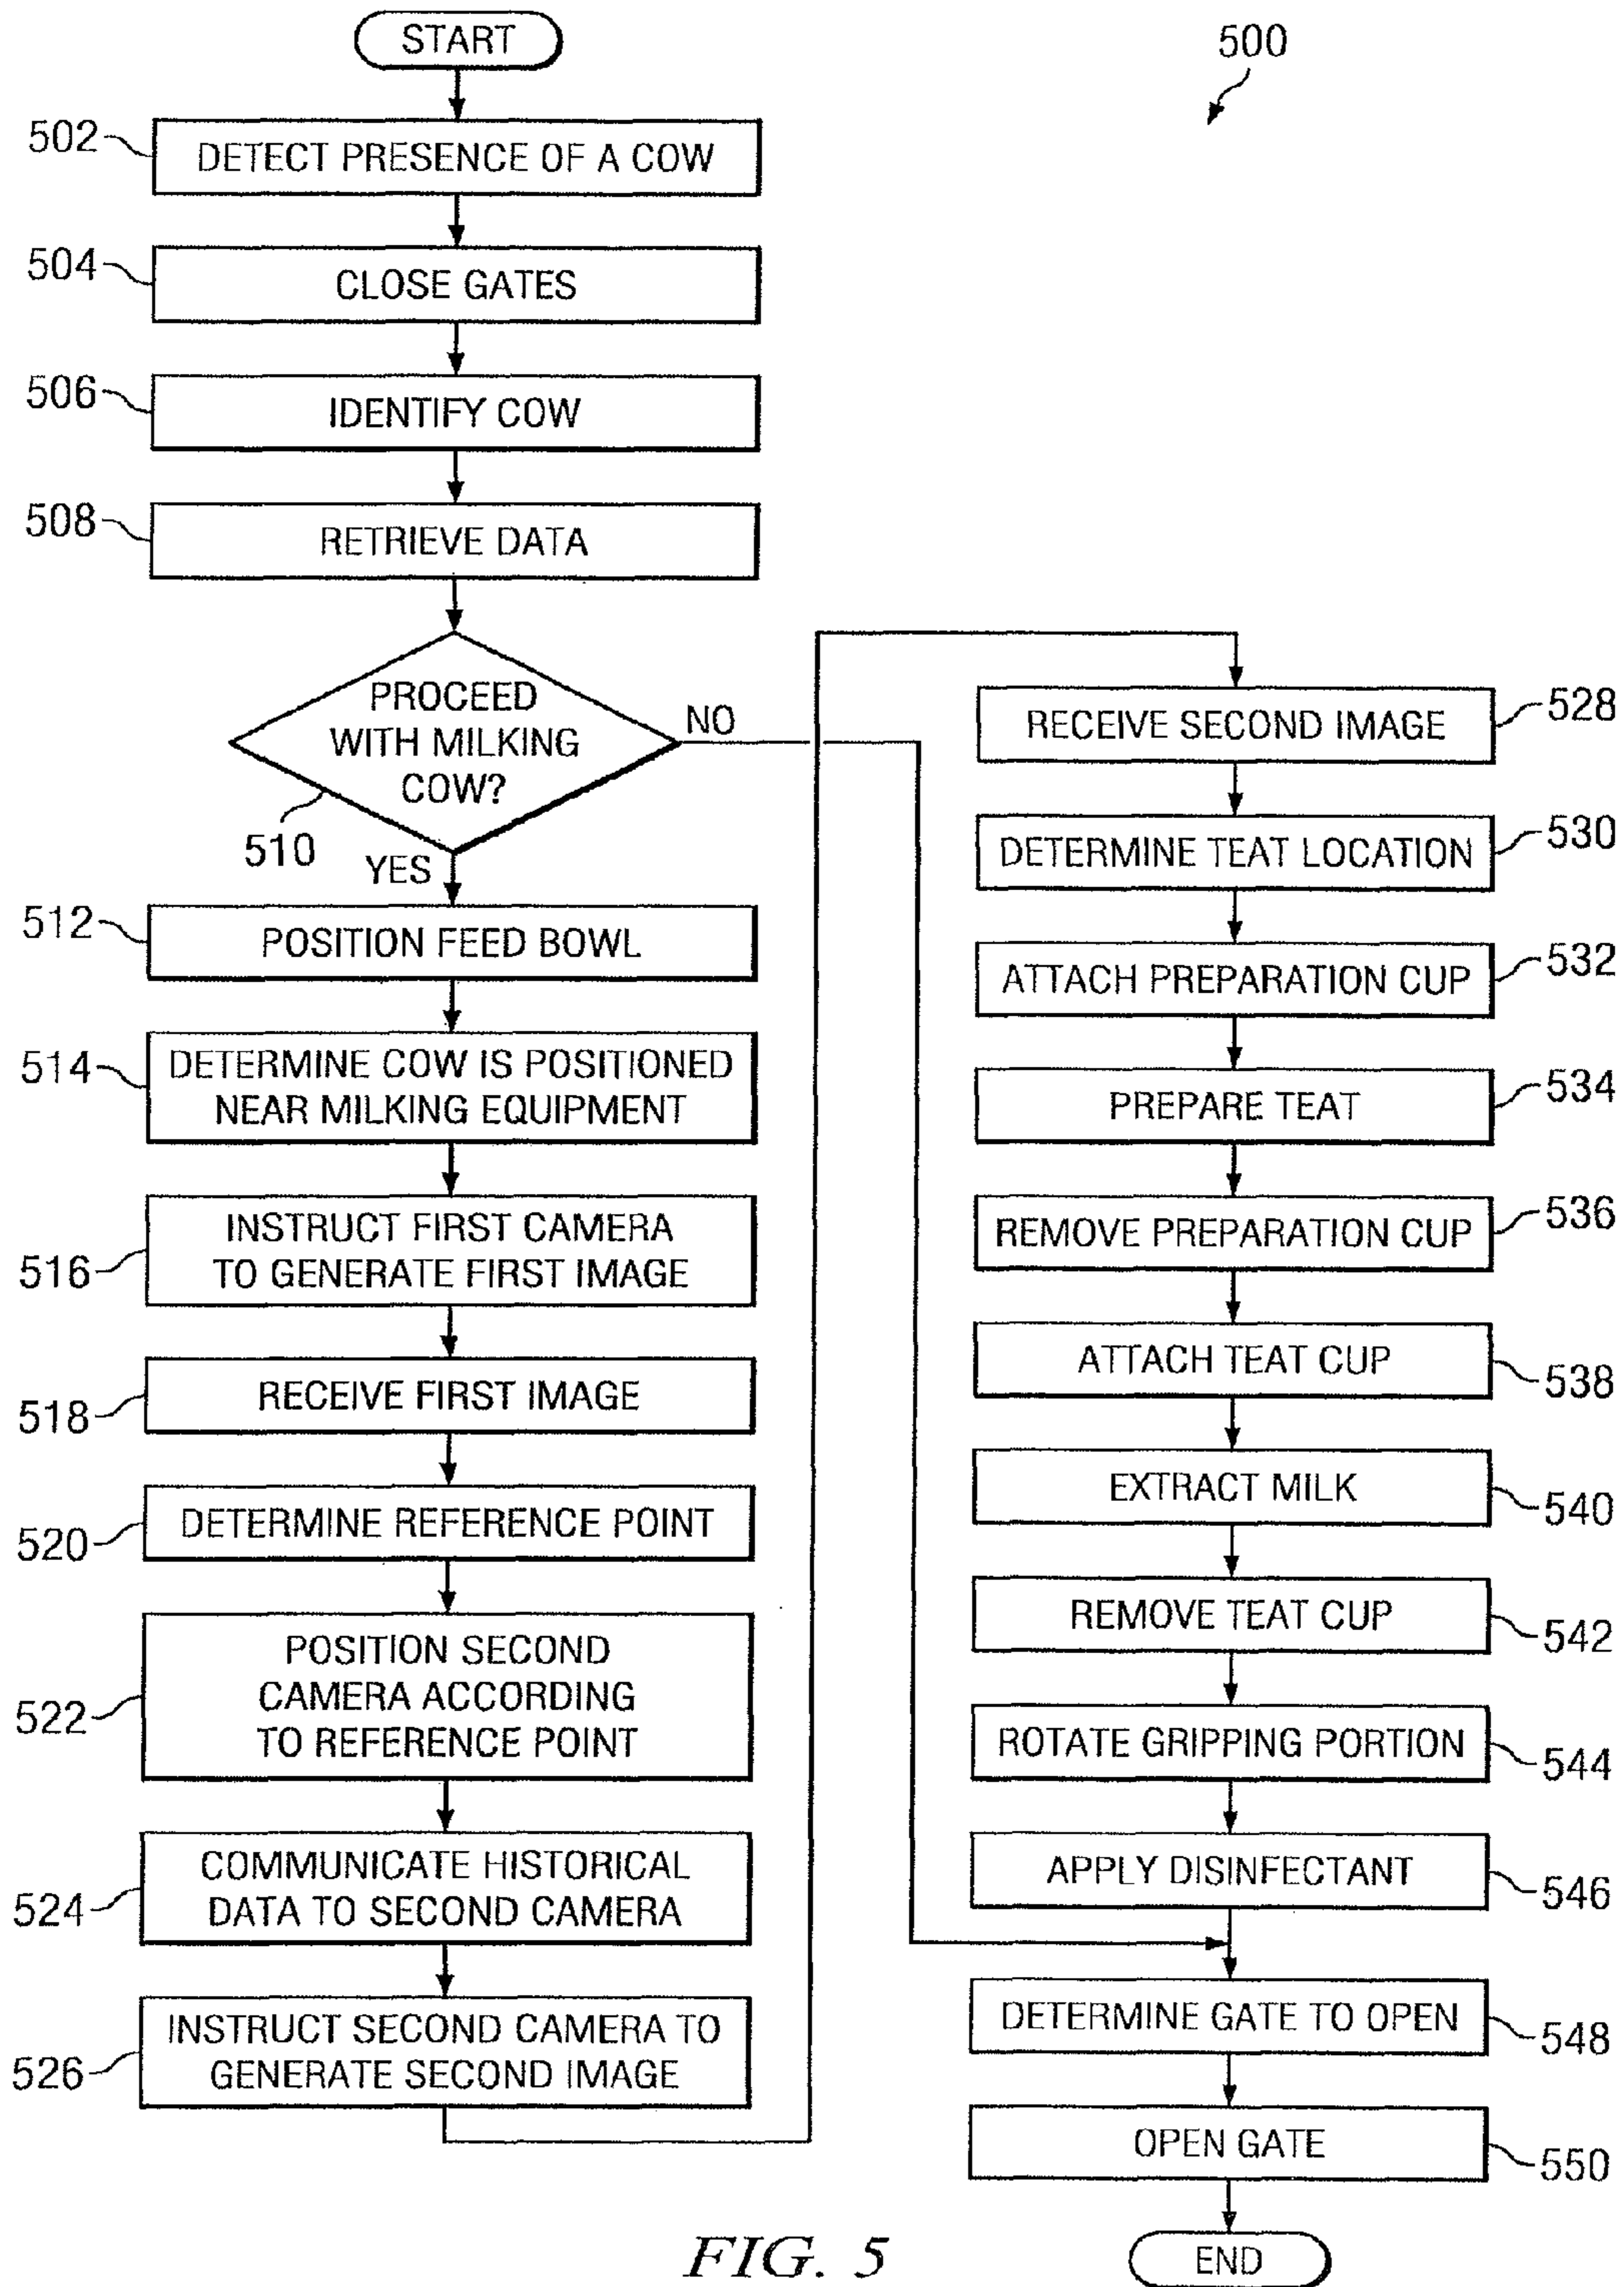 START
500
502
DETECT PRESENCE OF A COW
504
CLOSE GATES
506
IDENTIFY COW
508
RETRIEVE DATA
PROCEED
WITH MILKING
COW?
510
NO
YES
512
POSITION FEED BOWL
514
DETERMINE COW IS POSITIONED
NEAR MILKING EQUIPMENT
516
INSTRUCT FIRST CAMERA
TO GENERATE FIRST IMAGE
518
RECEIVE FIRST IMAGE
520
DETERMINE REFERENCE POINT
522
POSITION SECOND
CAMERA ACCORDING
TO REFERENCE POINT
524
COMMUNICATE HISTORICAL
DATA TO SECOND CAMERA
526
INSTRUCT SECOND CAMERA TO
GENERATE SECOND IMAGE
RECEIVE SECOND IMAGE
528
DETERMINE TEAT LOCATION
530
ATTACH PREPARATION CUP
532
PREPARE TEAT
534
REMOVE PREPARATION CUP
536
ATTACH TEAT CUP
538
EXTRACT MILK
540
REMOVE TEAT CUP
542
ROTATE GRIPPING PORTION
544
APPLY DISINFECTANT
546
DETERMINE GATE TO OPEN
548
OPEN GATE
550
END
FIG. 5